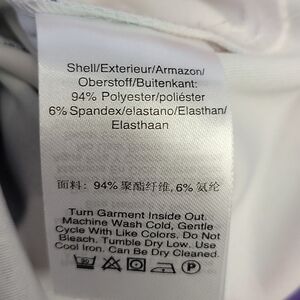 Shell/Exterieur/Armazon/
Oberstoff/Buitenkant:
94% Polyester/poliéster
6% Spandex/elastano/Elasthan/
Elasthaan
面料: 94% 聚酯纤维, 6% 氨纶
Turn Garment Inside Out.
Machine Wash Cold, Gentle
Cycle With Like Colors. Do Not
Bleach. Tumble Dry Low. Use
Cool Iron. Can Be Dry Cleaned.
P